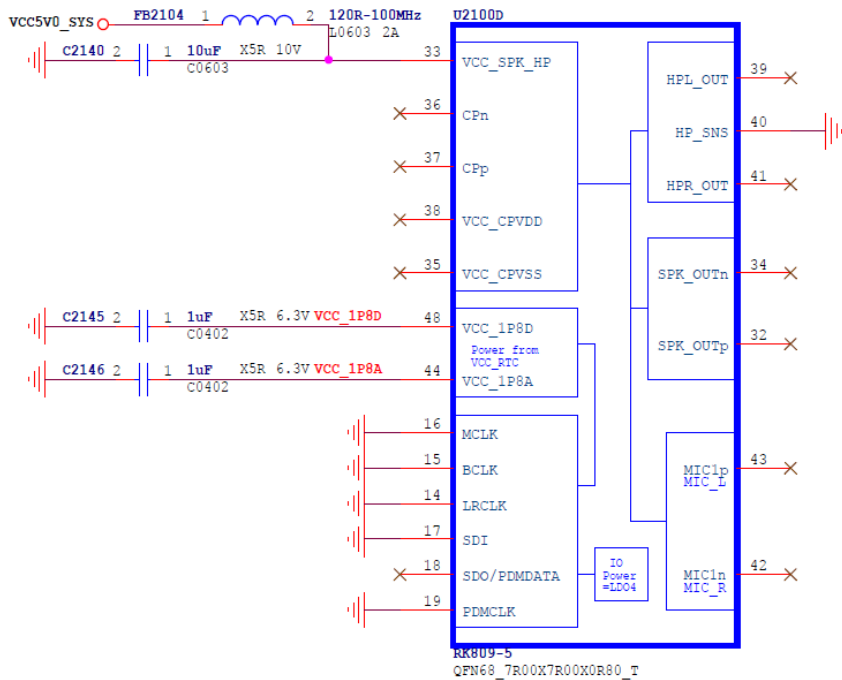 VCC5V0_SYS FB2104 1 2 120R-100MHz U2100D
L0603 2A
C2140 2 1 10uF X5R 10V 33 VCC_SPK_HP
C0603
HPL_OUT 39
36 CPn
HP_SNS 40
37 CPp
HPR_OUT 41
38 VCC_CPVDD
35 VCC_CPVSS
SPK_OUTn 34
C2145 2 1 1uF X5R 6.3V VCC_1P8D 48 VCC_1P8D
C0402
SPK_OUTp 32
Power from
VCC_RTC
C2146 2 1 1uF X5R 6.3V VCC_1P8A 44 VCC_1P8A
C0402
16 MCLK
15 BCLK
MIC1p 43
MIC_L
14 LRCLK
17 SDI
18 SDO/PDMDATA
IO
Power
=LDO4
MIC1n 42
MIC_R
19 PDMCLK
RK809-5
QFN68_7R00X7R00X0R80_T